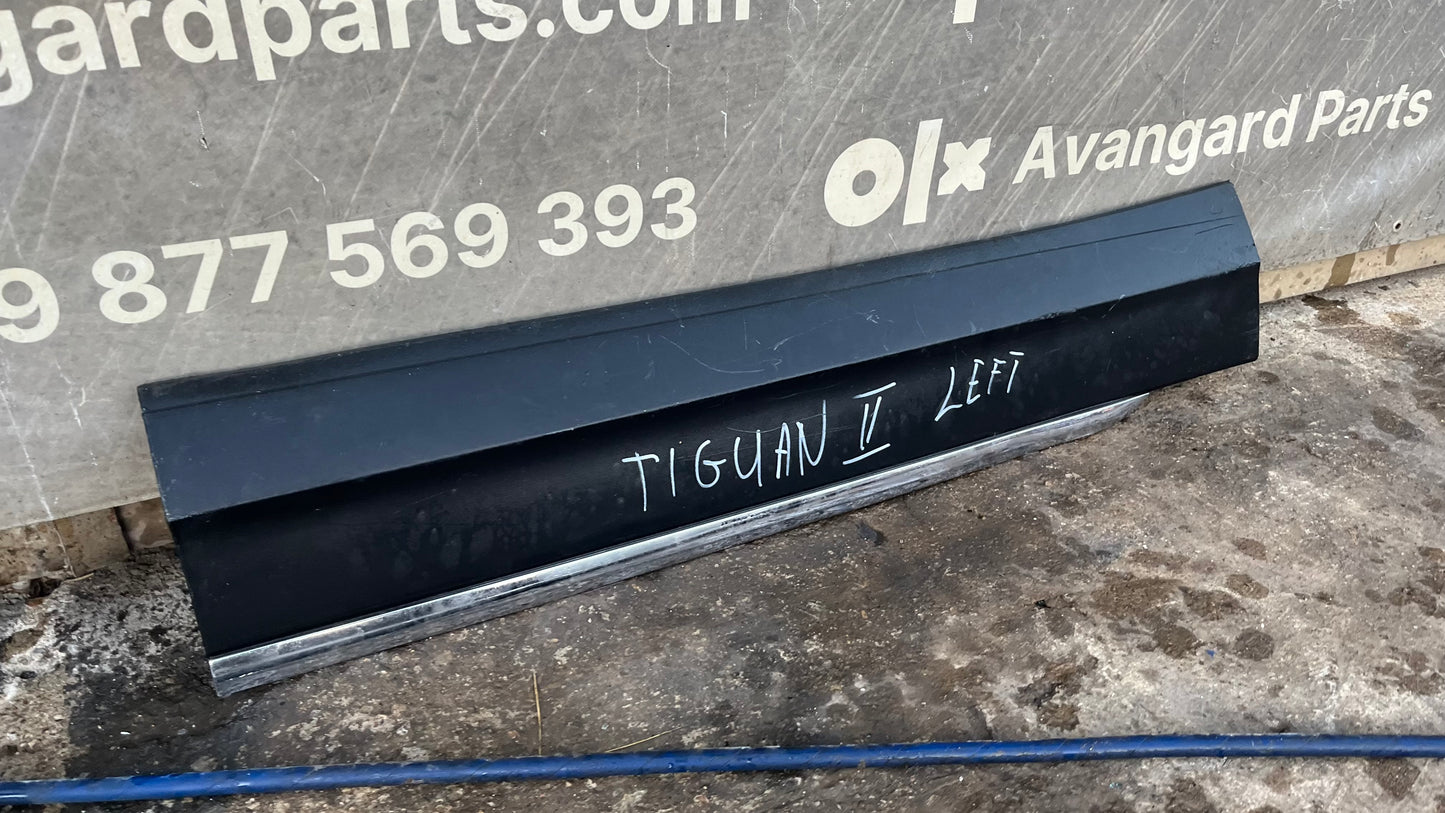 gardparts.com
olx Avangard Parts
9 877 569 393
TIGUAN II LEFT